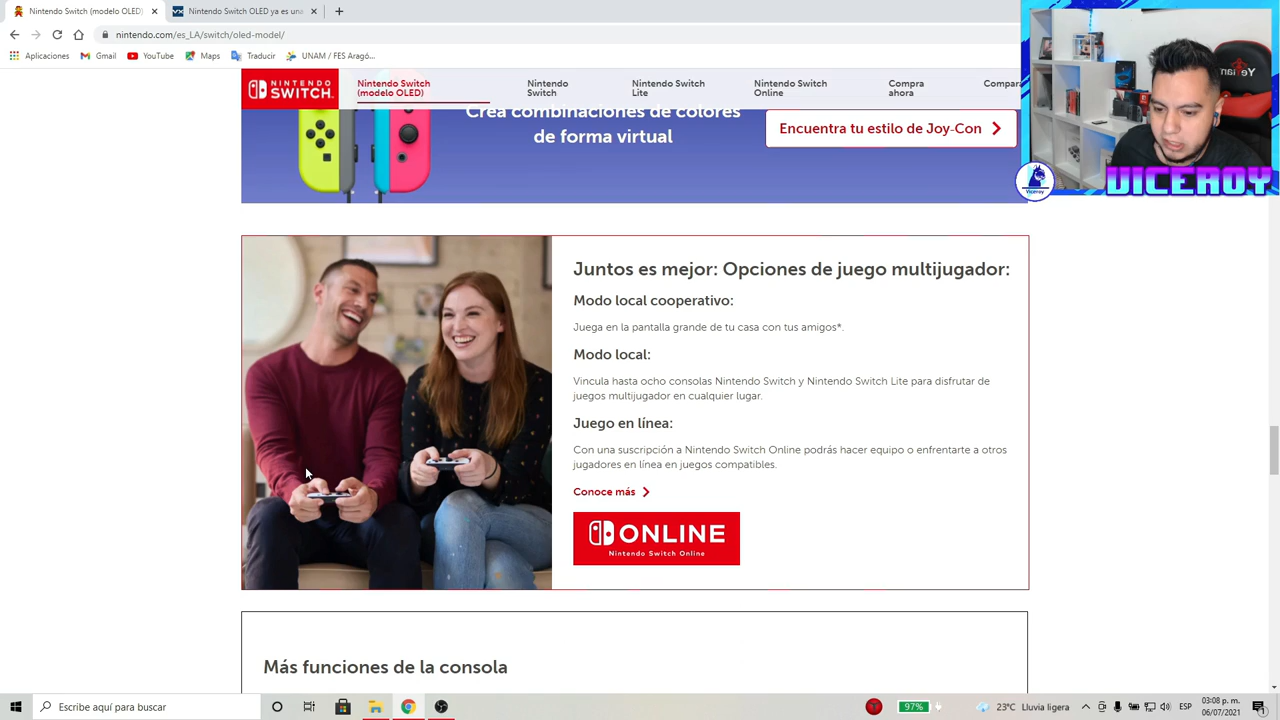 Nintendo Switch (modelo OLED)
Nintendo Switch OLED ya es una
nintendo.com/es_LA/switch/oled-model/
Aplicaciones
Gmail
YouTube
Maps
Traducir
UNAM / FES Aragó...
NINTENDO
SWITCH
Nintendo Switch
(modelo OLED)
Nintendo
Switch
Nintendo Switch
Lite
Nintendo Switch
Online
Compra
ahora
Compara
Crea combinaciones de colores
de forma virtual
Encuentra tu estilo de Joy-Con
Viceroy
VICEROY
Juntos es mejor: Opciones de juego multijugador:
Modo local cooperativo:
Juega en la pantalla grande de tu casa con tus amigos*.
Modo local:
Vincula hasta ocho consolas Nintendo Switch y Nintendo Switch Lite para disfrutar de
juegos multijugador en cualquier lugar.
Juego en línea:
Con una suscripción a Nintendo Switch Online podrás hacer equipo o enfrentarte a otros
jugadores en línea en juegos compatibles.
Conoce más
ONLINE
Nintendo Switch Online
Más funciones de la consola
Escribe aquí para buscar
97%
23°C Lluvia ligera
ESP
03:08 p. m.
06/07/2021